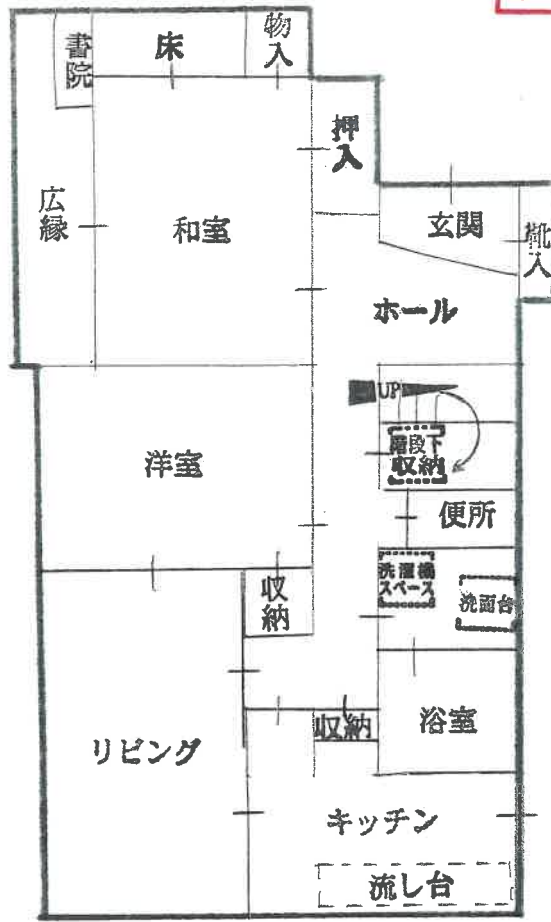 書院
床
物入
押入
広縁
和室
玄関
靴入
ホール
UP
洋室
階段下
収納
便所
収納
洗濯機
スペース
洗面台
リビング
収納
浴室
キッチン
流し台